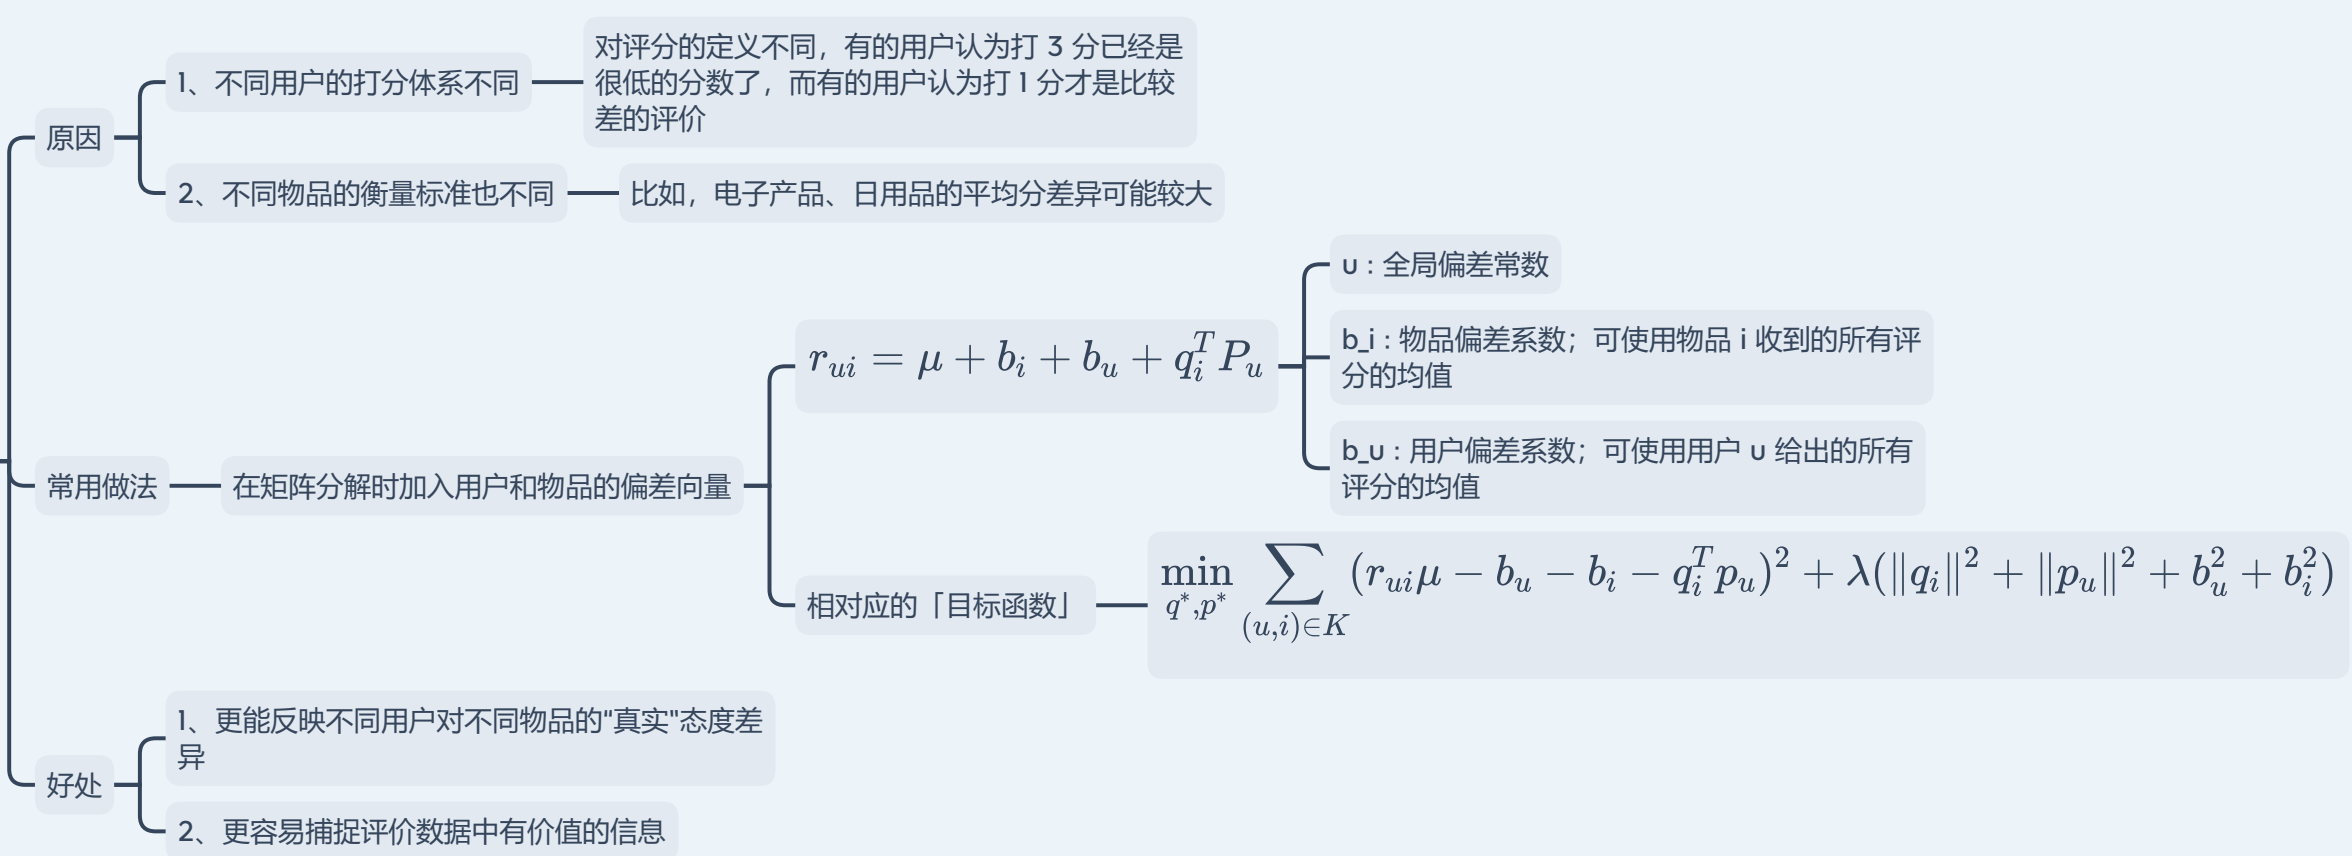 原因
1、不同用户的打分体系不同
对评分的定义不同，有的用户认为打 3 分已经是
很低的分数了，而有的用户认为打 1 分才是比较
差的评价
2、不同物品的衡量标准也不同
比如，电子产品、日用品的平均分差异可能较大
常用做法
在矩阵分解时加入用户和物品的偏差向量
$r_{ui} = \mu + b_i + b_u + q_i^T P_u$
u : 全局偏差常数
b_i : 物品偏差系数；可使用物品 i 收到的所有评
分的均值
b_u : 用户偏差系数；可使用用户 u 给出的所有
评分的均值
相对应的「目标函数」
$\min_{q^*,p^*} \sum_{(u,i)\in K} (r_{ui}\mu - b_u - b_i - q_i^T p_u)^2 + \lambda(\|q_i\|^2 + \|p_u\|^2 + b_u^2 + b_i^2)$
好处
1、更能反映不同用户对不同物品的“真实”态度差
异
2、更容易捕捉评价数据中有价值的信息